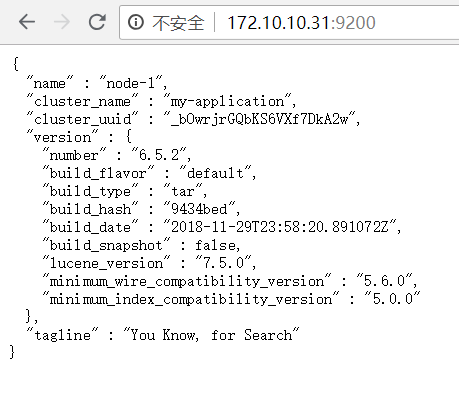 不安全 172.10.10.31:9200
{
"name" : "node-1",
"cluster_name" : "my-application",
"cluster_uuid" : "_bOwrjrGQbKS6VXf7DkA2w",
"version" : {
"number" : "6.5.2",
"build_flavor" : "default",
"build_type" : "tar",
"build_hash" : "9434bed",
"build_date" : "2018-11-29T23:58:20.891072Z",
"build_snapshot" : false,
"lucene_version" : "7.5.0",
"minimum_wire_compatibility_version" : "5.6.0",
"minimum_index_compatibility_version" : "5.0.0"
},
"tagline" : "You Know, for Search"
}